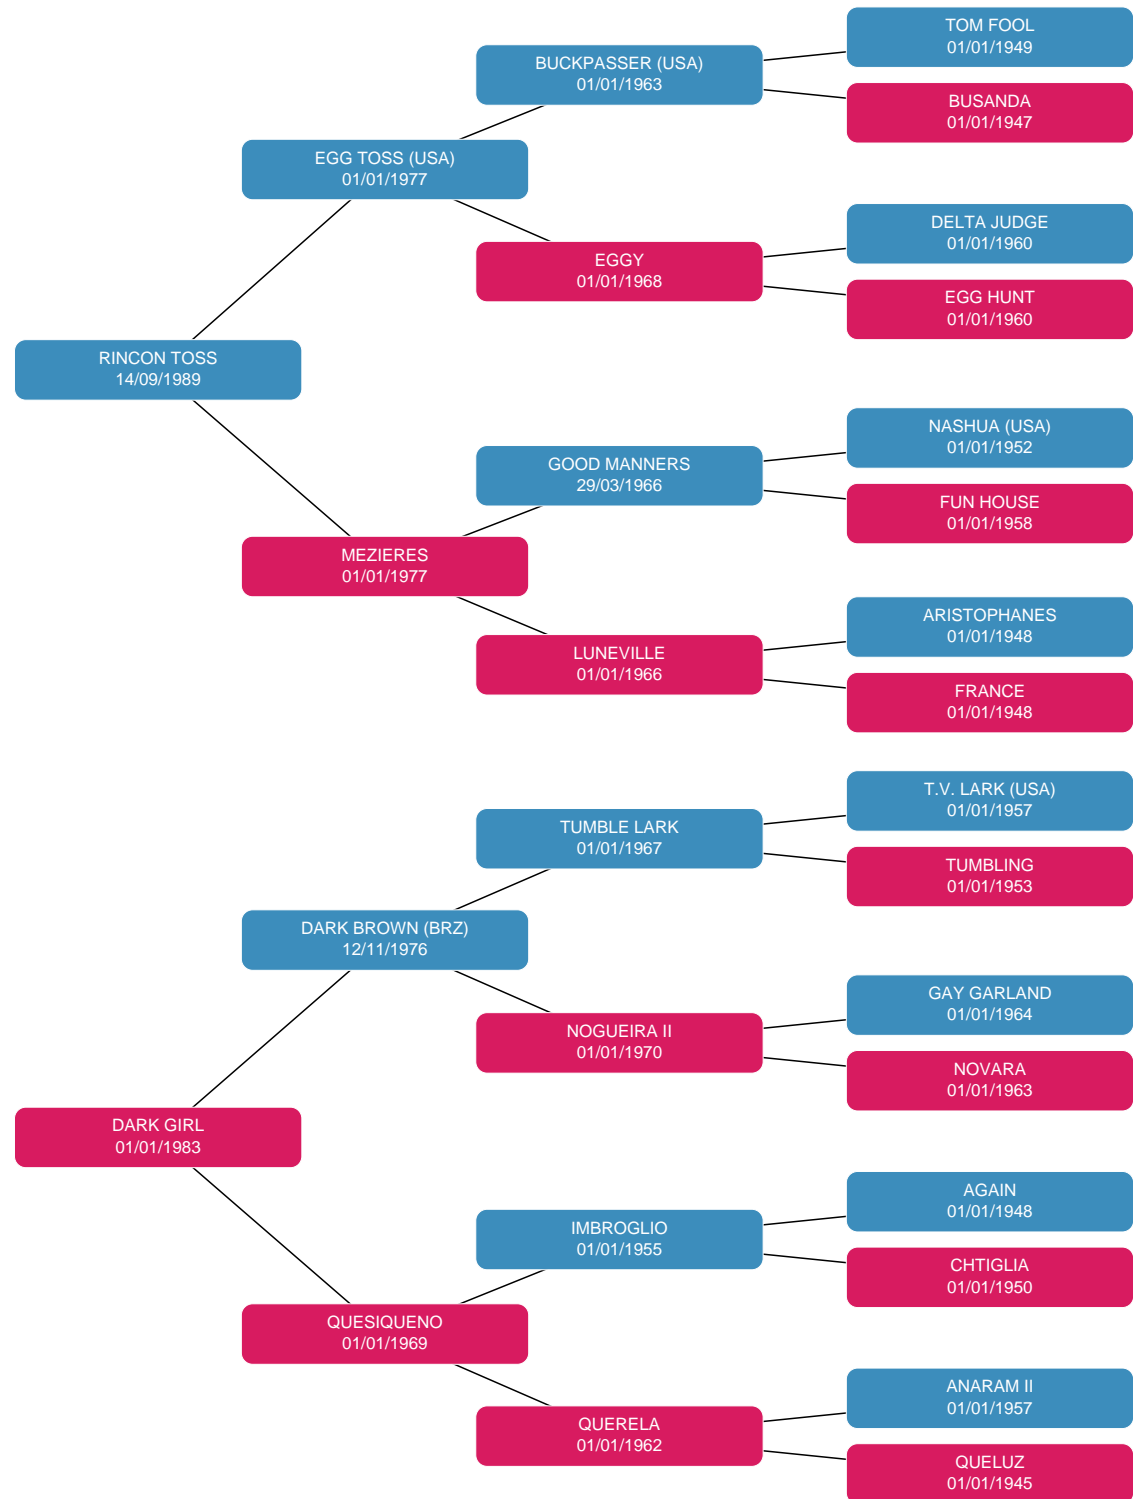 TOM FOOL
01/01/1949
BUCKPASSER (USA)
01/01/1963
BUSANDA
01/01/1947
EGG TOSS (USA)
01/01/1977
DELTA JUDGE
01/01/1960
EGGY
01/01/1968
EGG HUNT
01/01/1960
RINCON TOSS
14/09/1989
NASHUA (USA)
01/01/1952
GOOD MANNERS
29/03/1966
FUN HOUSE
01/01/1958
MEZIERES
01/01/1977
ARISTOPHANES
01/01/1948
LUNEVILLE
01/01/1966
FRANCE
01/01/1948
T.V. LARK (USA)
01/01/1957
TUMBLE LARK
01/01/1967
TUMBLING
01/01/1953
DARK BROWN (BRZ)
12/11/1976
GAY GARLAND
01/01/1964
NOGUEIRA II
01/01/1970
NOVARA
01/01/1963
DARK GIRL
01/01/1983
AGAIN
01/01/1948
IMBROGLIO
01/01/1955
CHTIGLIA
01/01/1950
QUESIQUENO
01/01/1969
ANARAM II
01/01/1957
QUERELA
01/01/1962
QUELUZ
01/01/1945